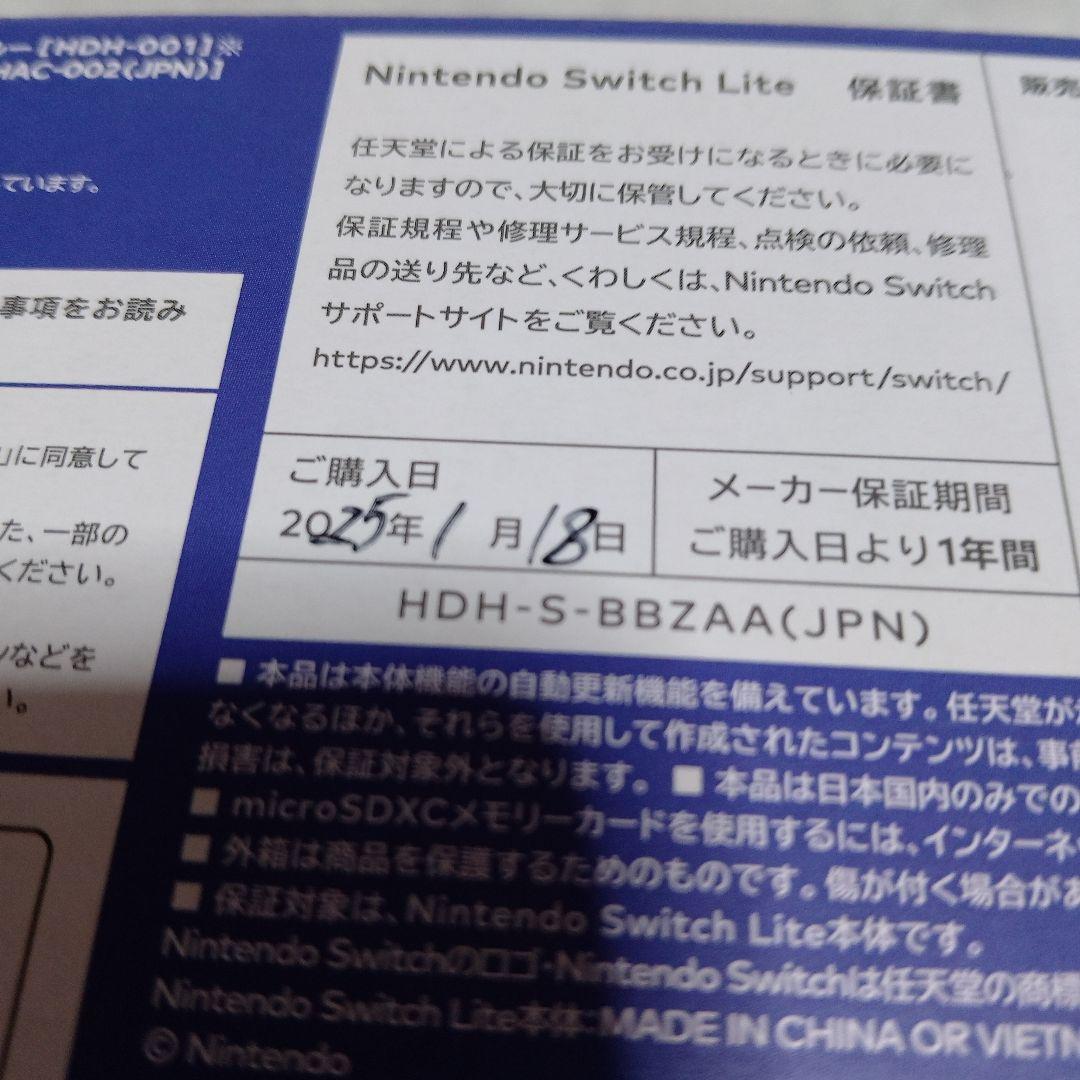 ー[HDH-001]※
HAC-002(JPN)]
ています。
事項をお読み
」に同意して
た、一部の
ください。
などを
い。
Nintendo Switch Lite 保証書
任天堂による保証をお受けになるときに必要に
なりますので、大切に保管してください。
保証規程や修理サービス規程、点検の依頼、修理
品の送り先など、くわしくは、Nintendo Switch
サポートサイトをご覧ください。
https://www.nintendo.co.jp/support/switch/
販売
ご購入日
2025年1月18日
メーカー保証期間
ご購入日より1年間
HDH-S-BBZAA(JPN)
■ 本品は本体機能の自動更新機能を備えています。任天堂が
なくなるほか、それらを使用して作成されたコンテンツは、事前
損害は、保証対象外となります。 ■ 本品は日本国内のみでの
■ microSDXCメモリーカードを使用するには、インターネ
■ 外箱は商品を保護するためのものです。傷が付く場合があ
■ 保証対象は、Nintendo Switch Lite本体です。
Nintendo Switchのロゴ・Nintendo Switchは任天堂の商標
Nintendo Switch Lite本体:MADE IN CHINA OR VIETN
© Nintendo